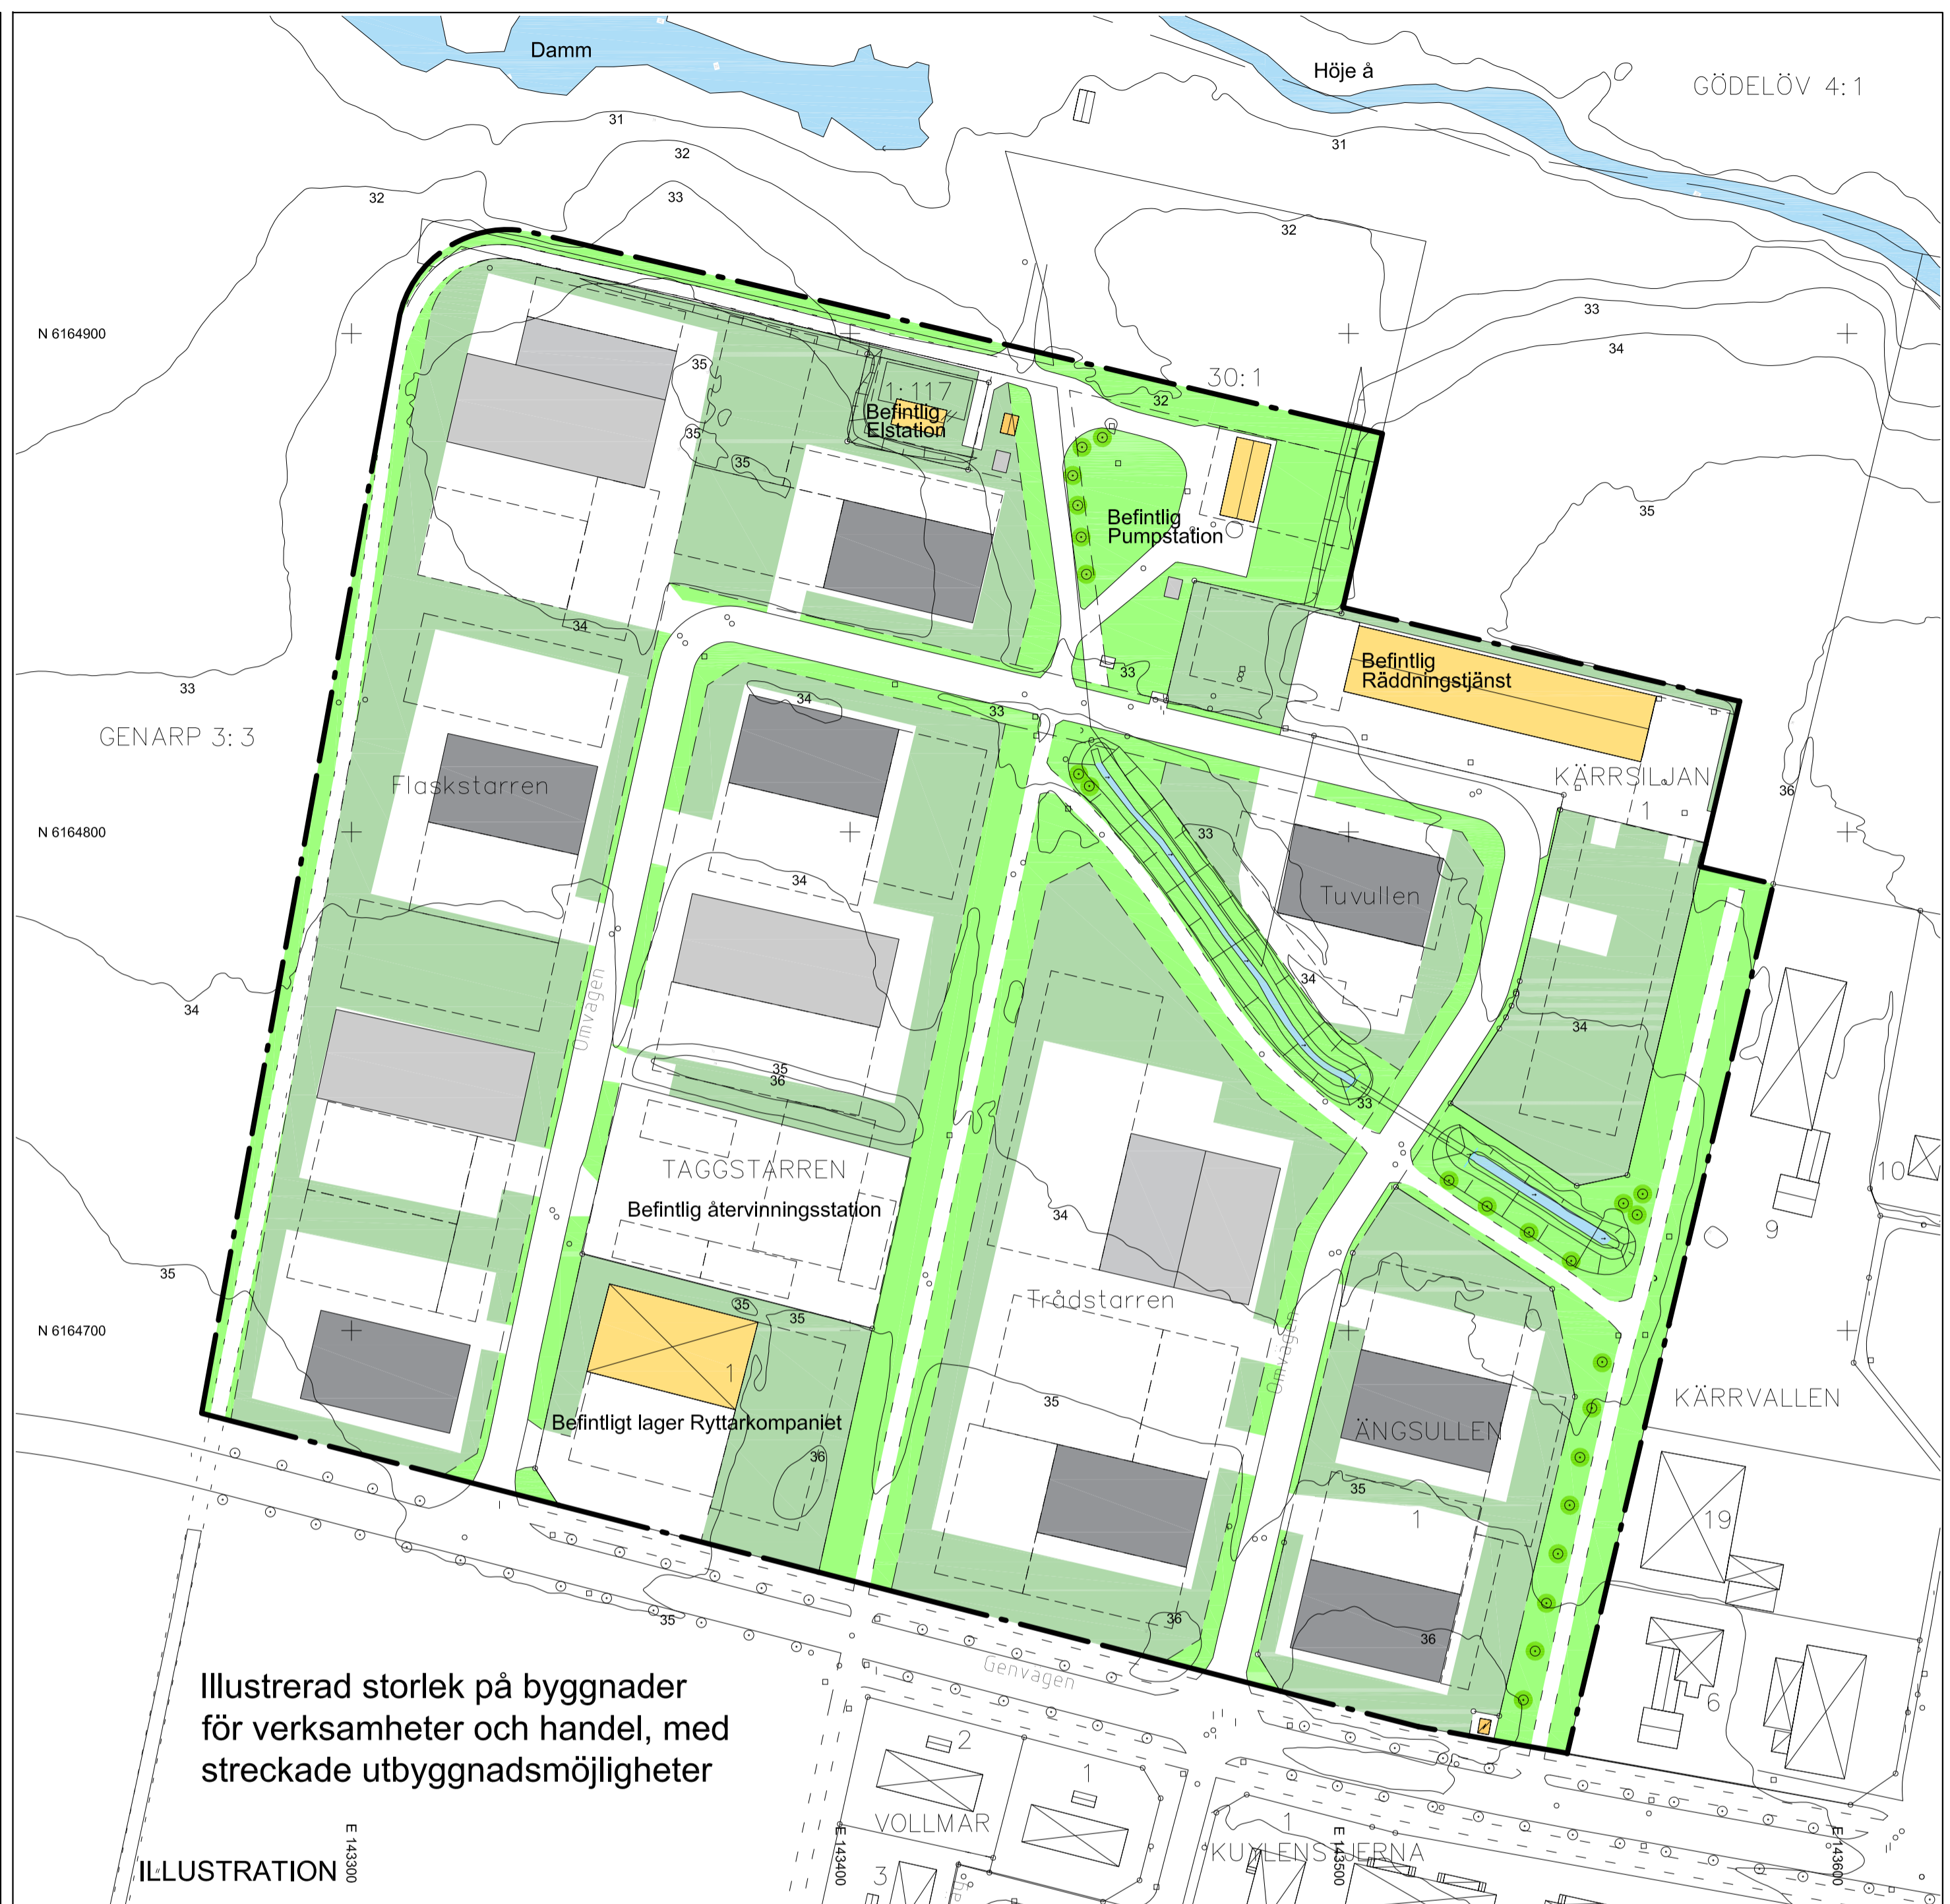 Damm
Höje å
GÖDELÖV 4:1
31
31
32
32
33
32
N 6164900
33
34
30:1
32
35
1:117
Befintlig
Elstation
35
35
35
Befintlig
Pumpstation
34
33
33
GENARP 3:3
Befintlig
Räddningstjänst
33
34
KÄRRSILJAN
1
36
Flaskstarren
N 6164800
33
34
Tuvullen
34
34
34
Omvägen
35
36
33
TAGGSTARREN
Befintlig återvinningsstation
10
9
34
35
35
35
Trådstarren
N 6164700
1
Omvägen
35
KÄRRVALLEN
Befintligt lager Ryttarkompaniet
36
ÄNGSULLEN
35
1
19
35
36
36
Genvägen
6
Illustrerad storlek på byggnader
för verksamheter och handel, med
streckade utbyggnadsmöjligheter
2
1
VOLLMAR
1
KUYLENSTJERNA
3
E 143300
E 143400
E 143500
E 143600
ILLUSTRATION